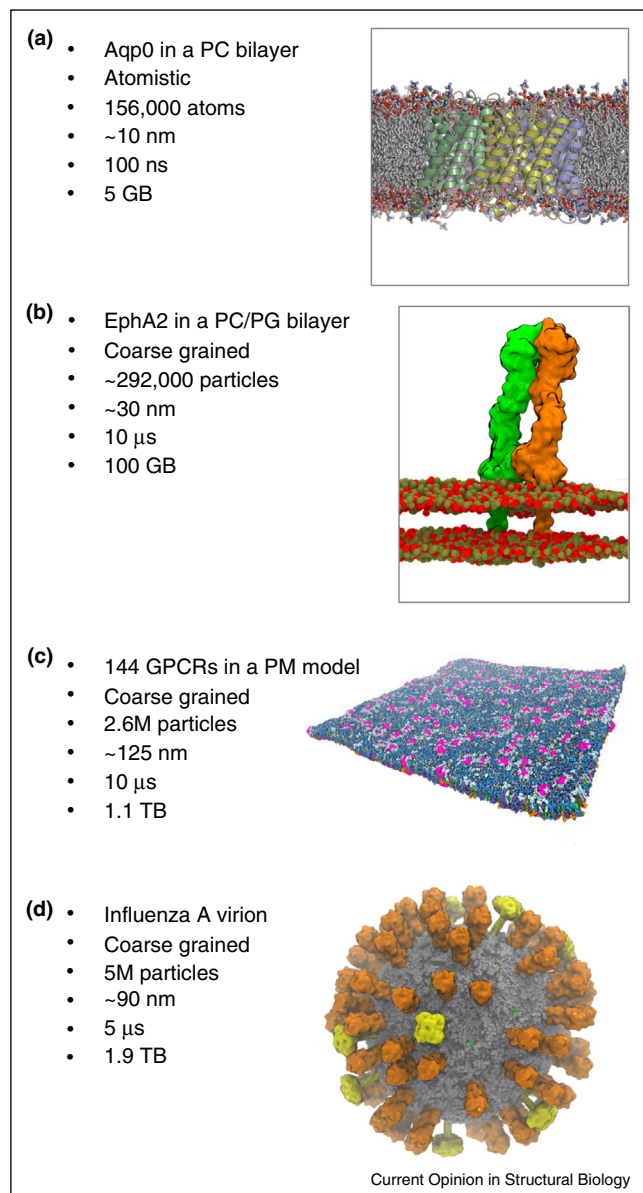 (a)
• Aqp0 in a PC bilayer
• Atomistic
• 156,000 atoms
• ~10 nm
• 100 ns
• 5 GB
(b)
• EphA2 in a PC/PG bilayer
• Coarse grained
• ~292,000 particles
• ~30 nm
• 10 μs
• 100 GB
(c)
• 144 GPCRs in a PM model
• Coarse grained
• 2.6M particles
• ~125 nm
• 10 μs
• 1.1 TB
(d)
• Influenza A virion
• Coarse grained
• 5M particles
• ~90 nm
• 5 μs
• 1.9 TB
Current Opinion in Structural Biology